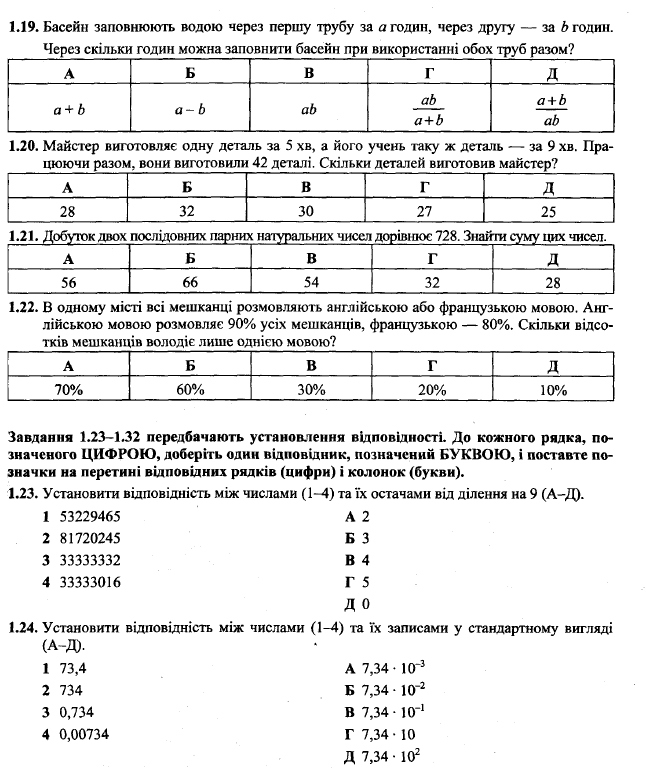 1.19. Басейн заповнюють водою через першу трубу за a годин, через другу — за b годин.
Через скільки годин можна заповнити басейн при використанні обох труб разом?
А Б В Г Д
a + b a – b ab ab/(a+b) (a+b)/ab
1.20. Майстер виготовляє одну деталь за 5 хв, а його учень таку ж деталь — за 9 хв. Пра-
цюючи разом, вони виготовили 42 деталі. Скільки деталей виготовив майстер?
А Б В Г Д
28 32 30 27 25
1.21. Добуток двох послідовних парних натуральних чисел дорівнює 728. Знайти суму цих чисел.
А Б В Г Д
56 66 54 32 28
1.22. В одному місті всі мешканці розмовляють англійською або французькою мовою. Анг-
лійською мовою розмовляє 90% усіх мешканців, французькою — 80%. Скільки відсо-
тків мешканців володіє лише однією мовою?
А Б В Г Д
70% 60% 30% 20% 10%
Завдання 1.23–1.32 передбачають установлення відповідності. До кожного рядка, по-
значеного ЦИФРОЮ, доберіть один відповідник, позначений БУКВОЮ, і поставте по-
значки на перетині відповідних рядків (цифри) і колонок (букви).
1.23. Установити відповідність між числами (1–4) та їх остачами від ділення на 9 (А–Д).
1 53229465 А 2
2 81720245 Б 3
3 33333332 В 4
4 33333016 Г 5
Д 0
1.24. Установити відповідність між числами (1–4) та їх записами у стандартному вигляді
(А–Д).
1 73,4 А 7,34 · 10⁻³
2 734 Б 7,34 · 10⁻²
3 0,734 В 7,34 · 10⁻¹
4 0,00734 Г 7,34 · 10
Д 7,34 · 10²